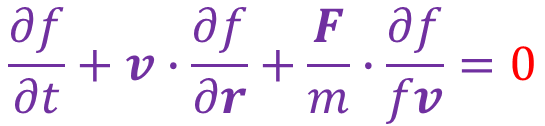 ∂f/∂t + v · ∂f/∂r + F/m · ∂f/fv = 0